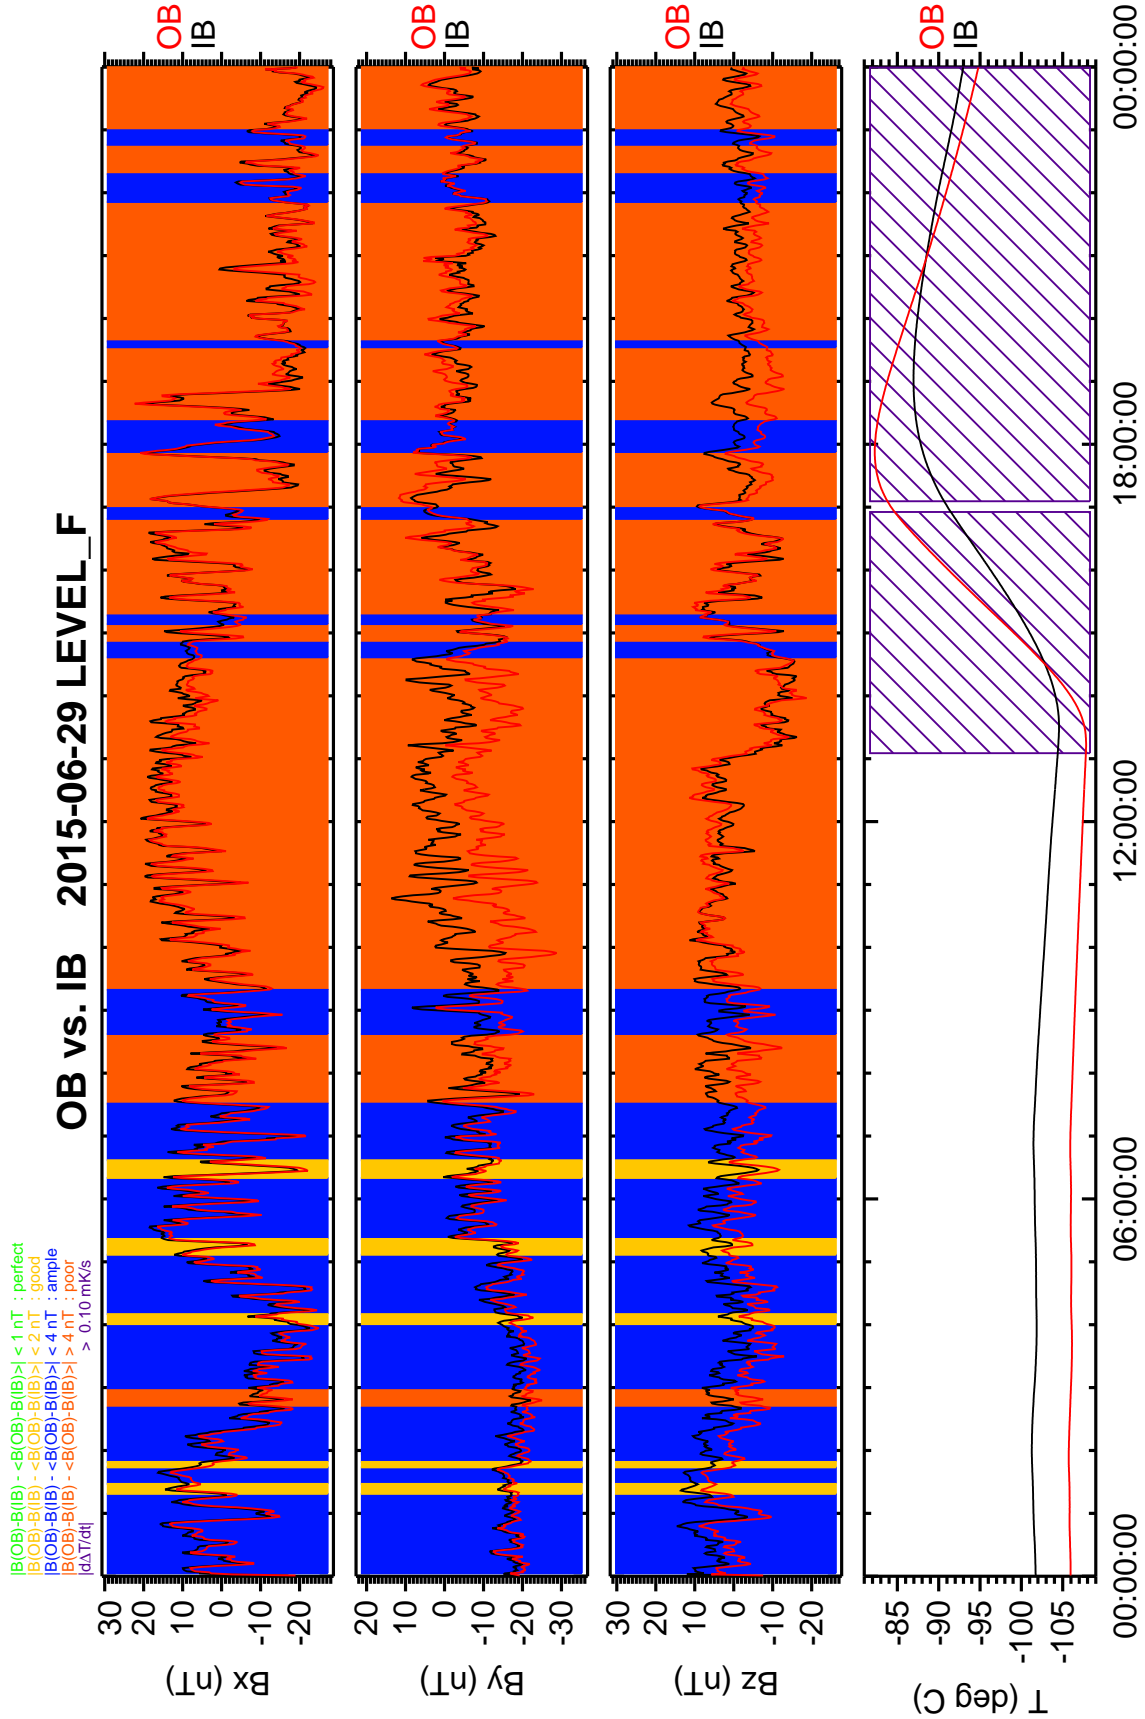 OB vs. IB 2015-06-29 LEVEL_F
|B(OB)-B(IB) - <B(OB)-B(IB)>| < 1 nT : perfect
|B(OB)-B(IB) - <B(OB)-B(IB)>| < 2 nT : good
|B(OB)-B(IB) - <B(OB)-B(IB)>| < 4 nT : ample
|B(OB)-B(IB) - <B(OB)-B(IB)>| > 4 nT : poor
|dΔT/dt| > 0.10 mK/s
Bx (nT)
30
20
10
0
-10
-20
OB
IB
By (nT)
20
10
0
-10
-20
-30
OB
IB
Bz (nT)
30
20
10
0
-10
-20
OB
IB
T (deg C)
-85
-90
-95
-100
-105
OB
IB
00:00:00 06:00:00 12:00:00 18:00:00 00:00:00